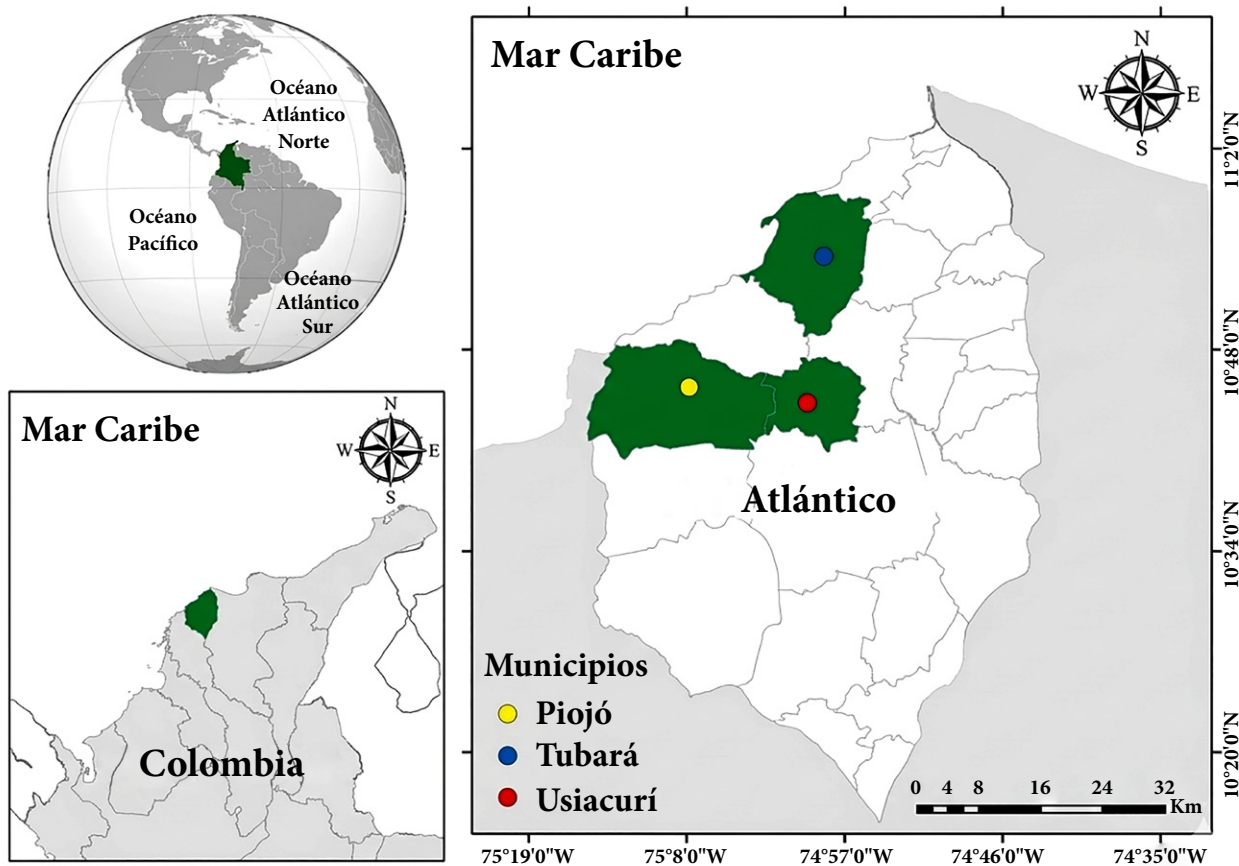 Océano
Atlántico
Norte
Océano
Pacífico
Océano
Atlántico
Sur
Mar Caribe
N
W E
S
Colombia
Mar Caribe
N
W E
S
Atlántico
Municipios
Piojó
Tubará
Usiacurí
0 4 8 16 24 32
Km
11°2'0"N
10°48'0"N
10°34'0"N
10°20'0"N
75°19'0"W 75°8'0"W 74°57'0"W 74°46'0"W 74°33'0"W